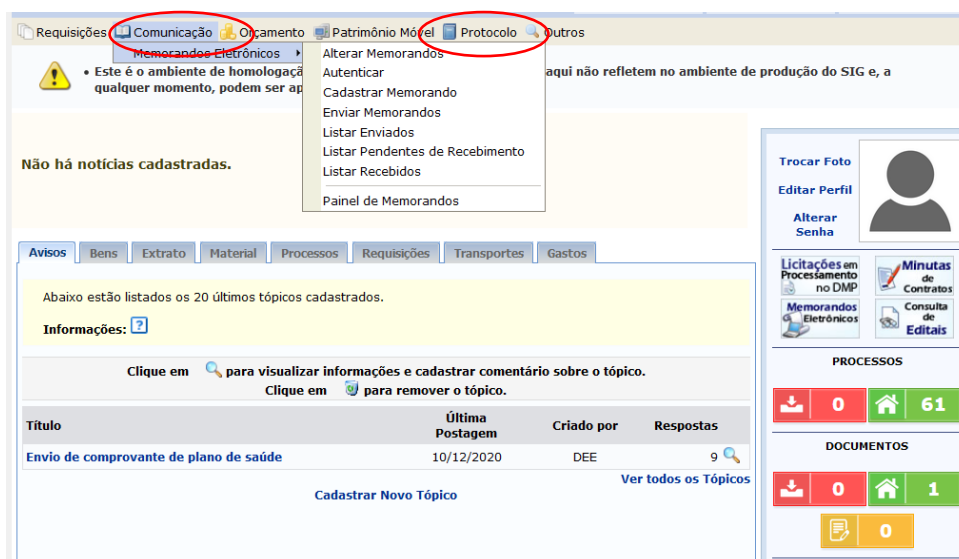 Requisições Comunicação Orçamento Patrimônio Móvel Protocolo Outros
Memorandos Eletrônicos
Alterar Memorandos
Autenticar
Cadastrar Memorando
Enviar Memorandos
Listar Enviados
Listar Pendentes de Recebimento
Listar Recebidos
Painel de Memorandos
• Este é o ambiente de homologaçã aqui não refletem no ambiente de produção do SIG e, a
qualquer momento, podem ser ap
Não há notícias cadastradas.
Trocar Foto
Editar Perfil
Alterar
Senha
Avisos Bens Extrato Material Processos Requisições Transportes Gastos
Abaixo estão listados os 20 últimos tópicos cadastrados.
Informações: ?
Clique em para visualizar informações e cadastrar comentário sobre o tópico.
Clique em para remover o tópico.
Título Última Postagem Criado por Respostas
Envio de comprovante de plano de saúde 10/12/2020 DEE 9
Ver todos os Tópicos
Cadastrar Novo Tópico
Licitações em
Processamento
no DMP
Minutas
de
Contratos
Memorandos
Eletrônicos
Consulta
de
Editais
PROCESSOS
0 61
DOCUMENTOS
0 1
0